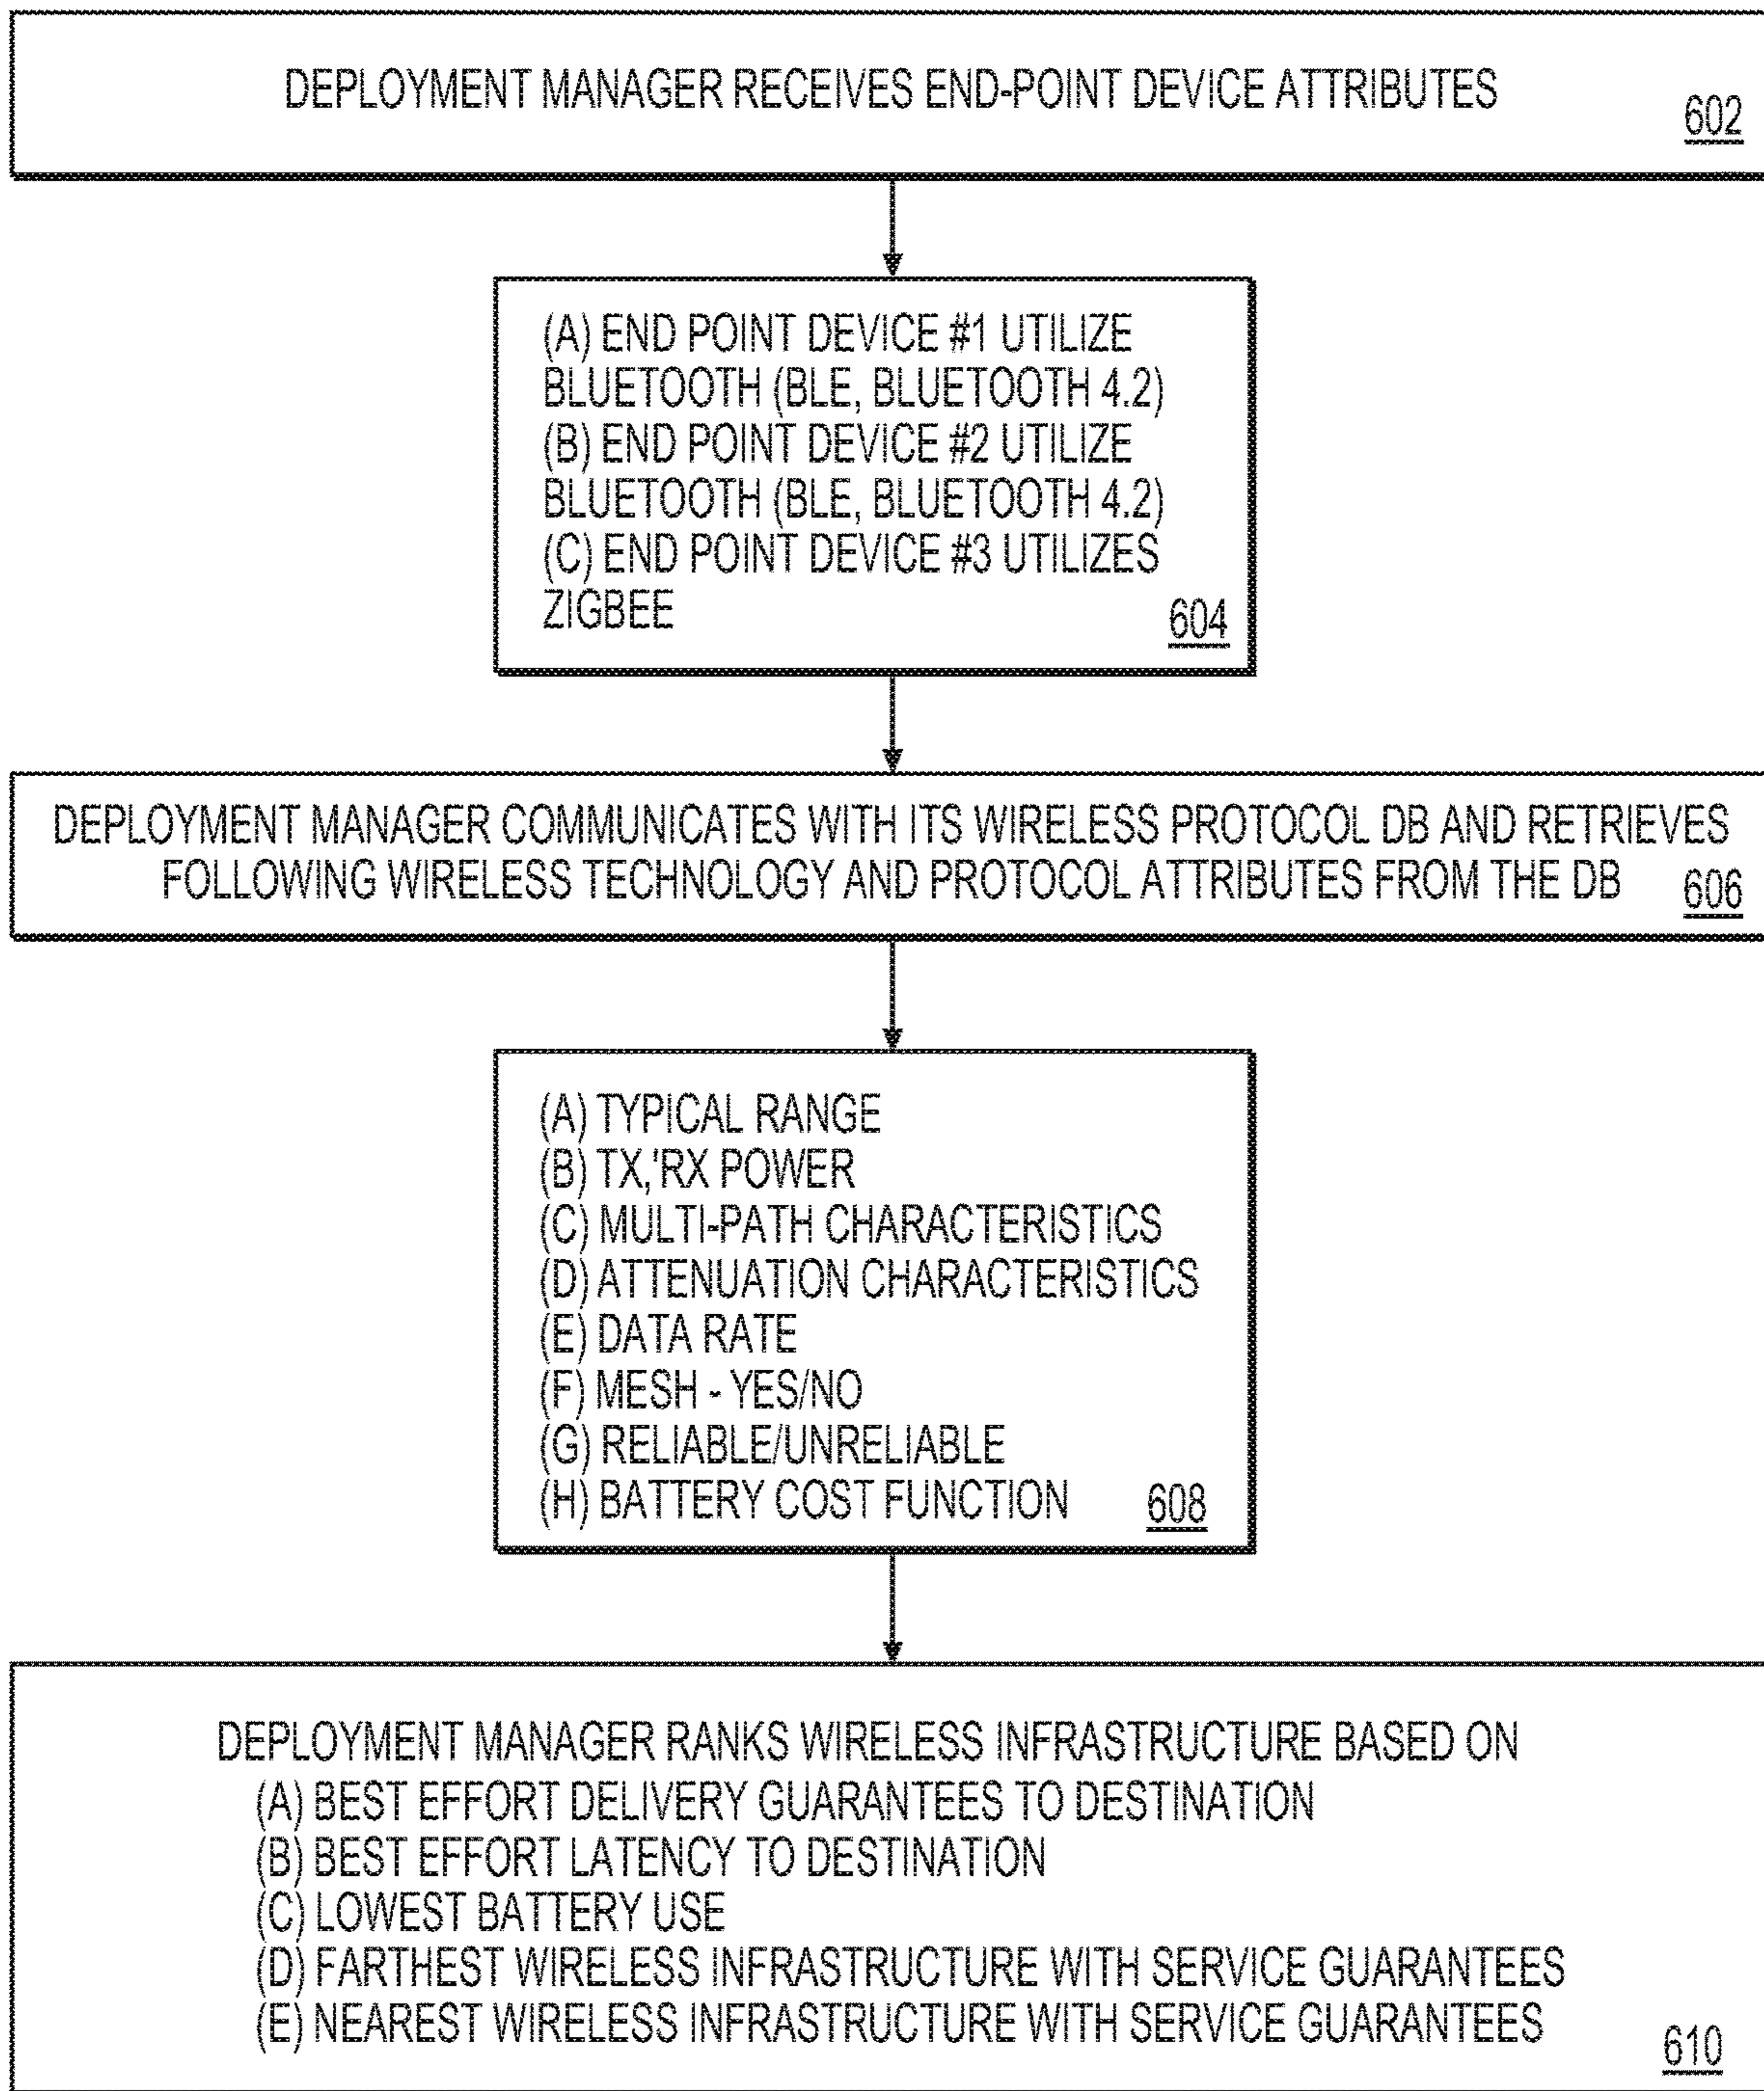 DEPLOYMENT MANAGER RECEIVES END-POINT DEVICE ATTRIBUTES
602
(A) END POINT DEVICE #1 UTILIZE
BLUETOOTH (BLE, BLUETOOTH 4.2)
(B) END POINT DEVICE #2 UTILIZE
BLUETOOTH (BLE, BLUETOOTH 4.2)
(C) END POINT DEVICE #3 UTILIZES
ZIGBEE
604
DEPLOYMENT MANAGER COMMUNICATES WITH ITS WIRELESS PROTOCOL DB AND RETRIEVES
FOLLOWING WIRELESS TECHNOLOGY AND PROTOCOL ATTRIBUTES FROM THE DB
606
(A) TYPICAL RANGE
(B) TX,'RX POWER
(C) MULTI-PATH CHARACTERISTICS
(D) ATTENUATION CHARACTERISTICS
(E) DATA RATE
(F) MESH - YES/NO
(G) RELIABLE/UNRELIABLE
(H) BATTERY COST FUNCTION
608
DEPLOYMENT MANAGER RANKS WIRELESS INFRASTRUCTURE BASED ON
(A) BEST EFFORT DELIVERY GUARANTEES TO DESTINATION
(B) BEST EFFORT LATENCY TO DESTINATION
(C) LOWEST BATTERY USE
(D) FARTHEST WIRELESS INFRASTRUCTURE WITH SERVICE GUARANTEES
(E) NEAREST WIRELESS INFRASTRUCTURE WITH SERVICE GUARANTEES
610